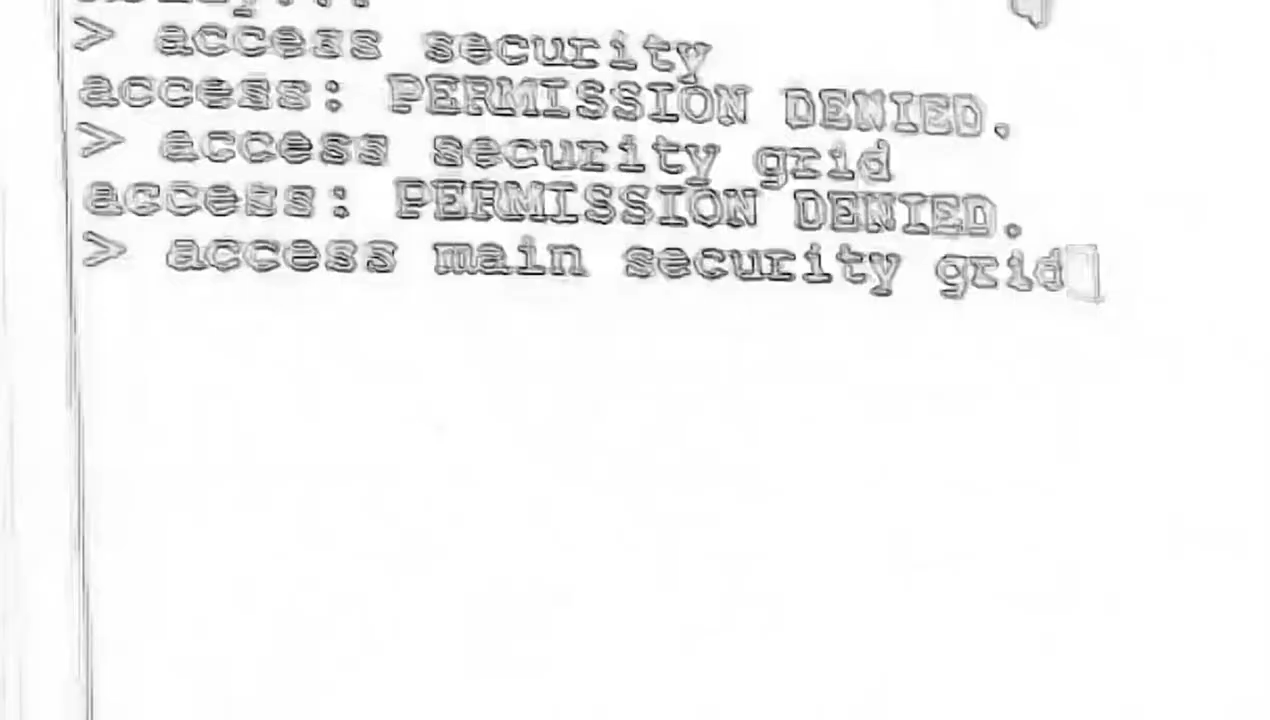 > access security
access: PERMISSION DENIED.
> access security grid
access: PERMISSION DENIED.
> access main security grid